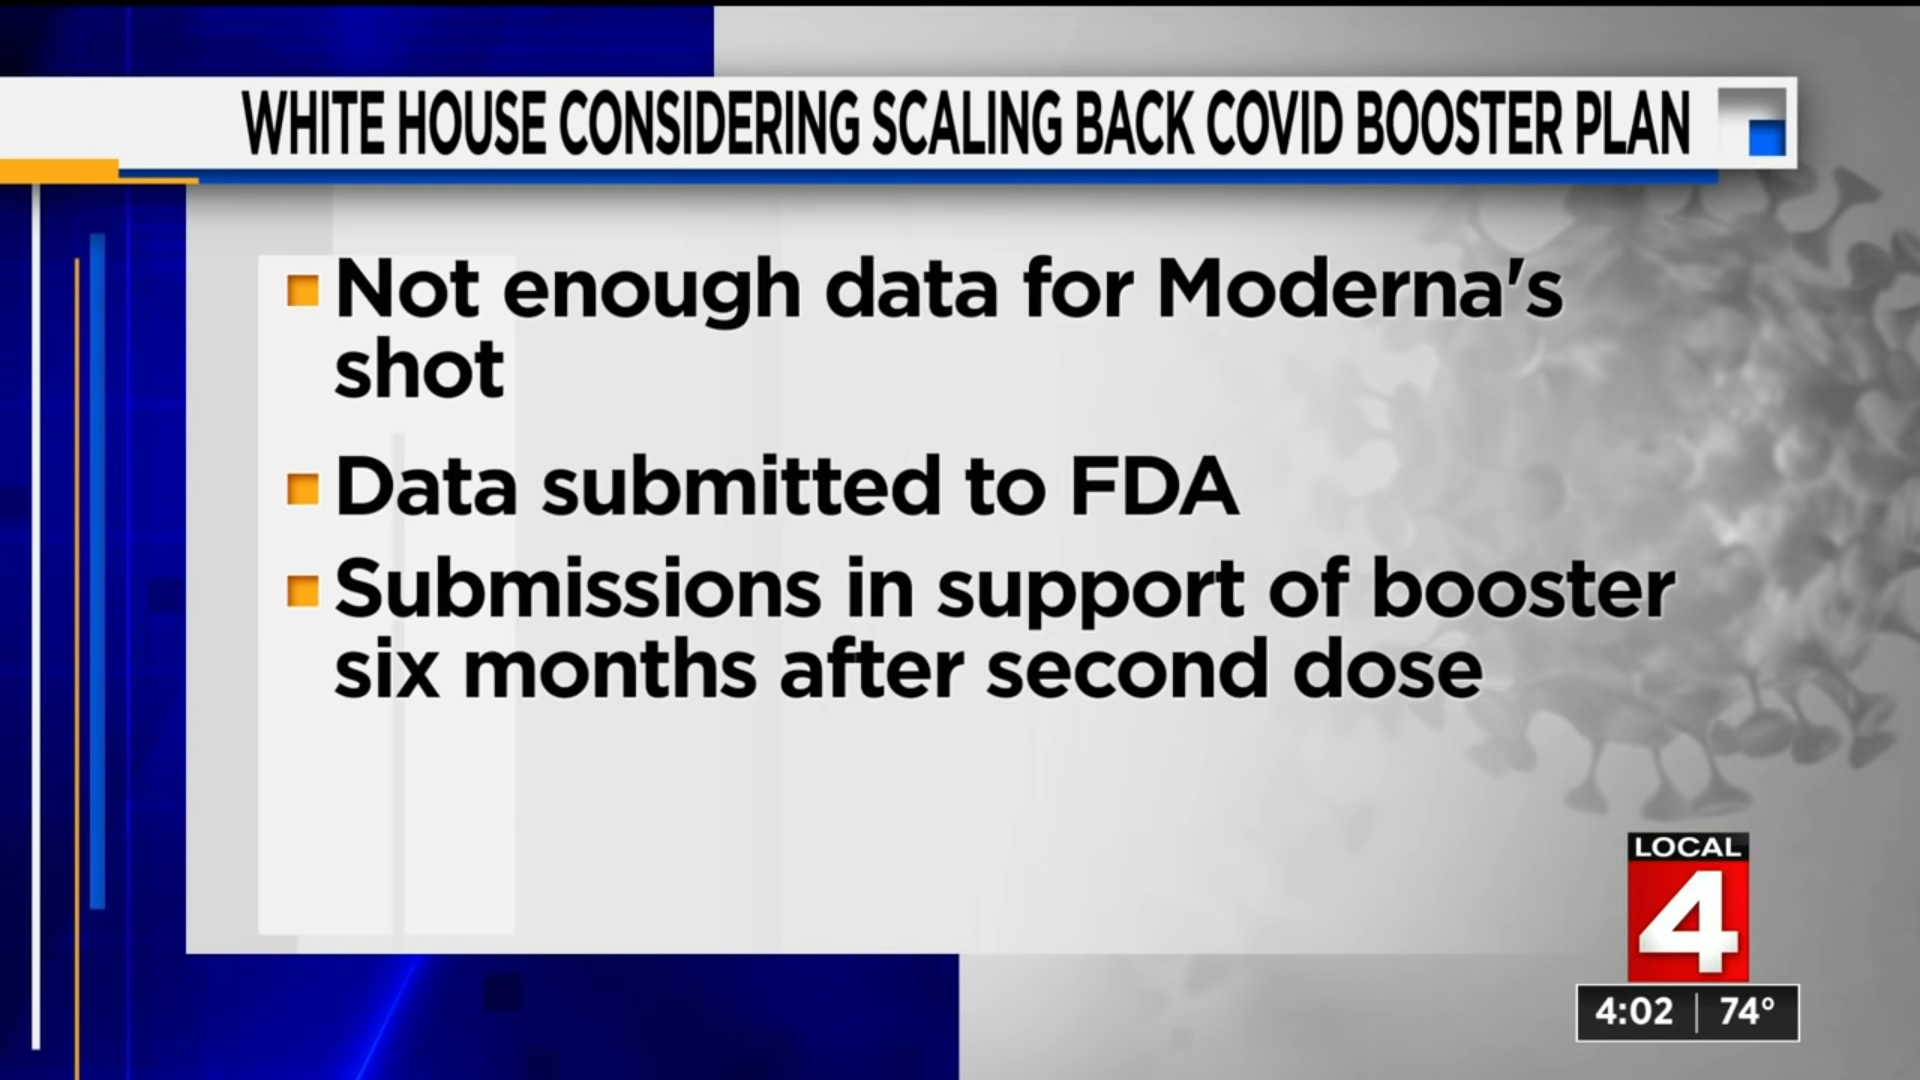 WHITE HOUSE CONSIDERING SCALING BACK COVID BOOSTER PLAN
Not enough data for Moderna's
shot
Data submitted to FDA
Submissions in support of booster
six months after second dose
LOCAL
4
4:02 | 74°